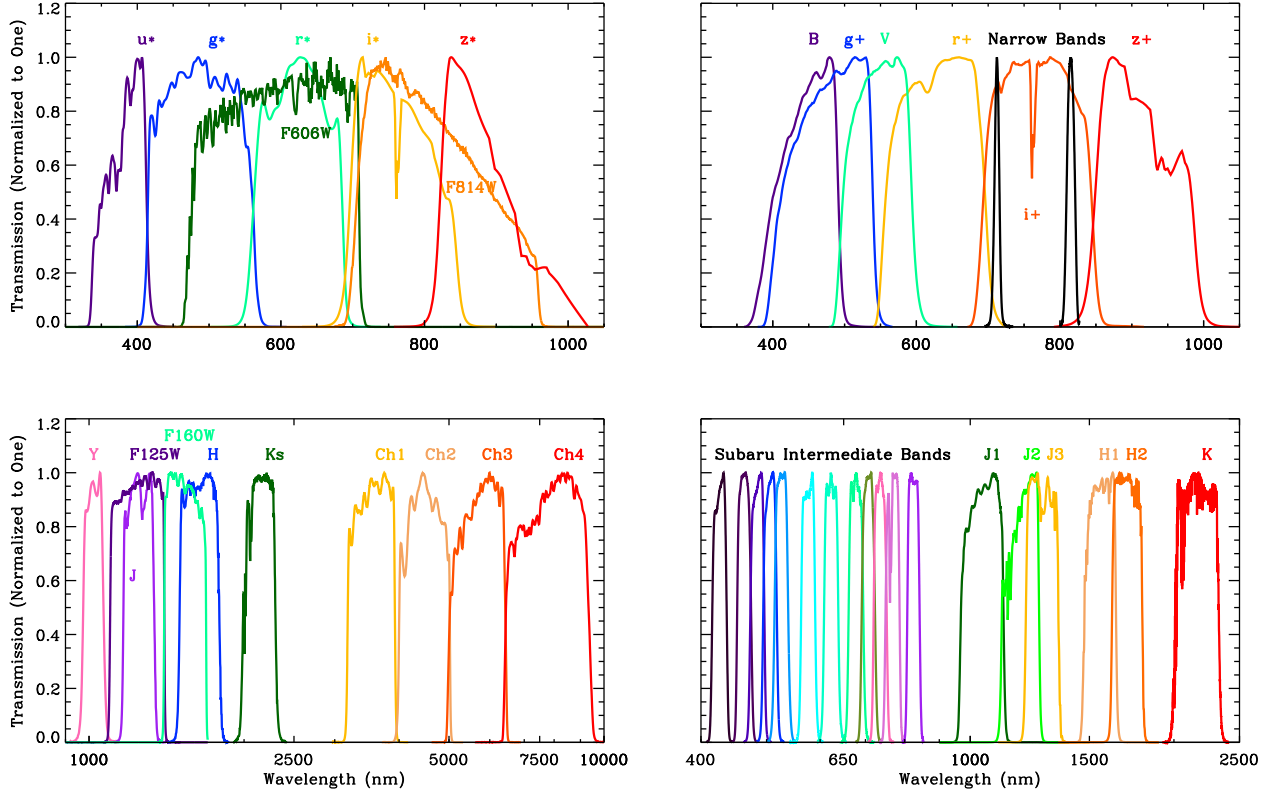 Transmission (Normalized to One)
1.2
1.0
0.8
0.6
0.4
0.2
0.0
u*
g*
r*
i*
z*
F606W
F814W
400
600
800
1000
B
g+
V
r+
Narrow Bands
z+
i+
400
600
800
1000
Transmission (Normalized to One)
1.2
1.0
0.8
0.6
0.4
0.2
0.0
F160W
Y
F125W
H
Ks
Ch1
Ch2
Ch3
Ch4
J
1000
2500
5000
7500
10000
Wavelength (nm)
Subaru Intermediate Bands
J1
J2
J3
H1
H2
K
400
650
1000
1500
2500
Wavelength (nm)